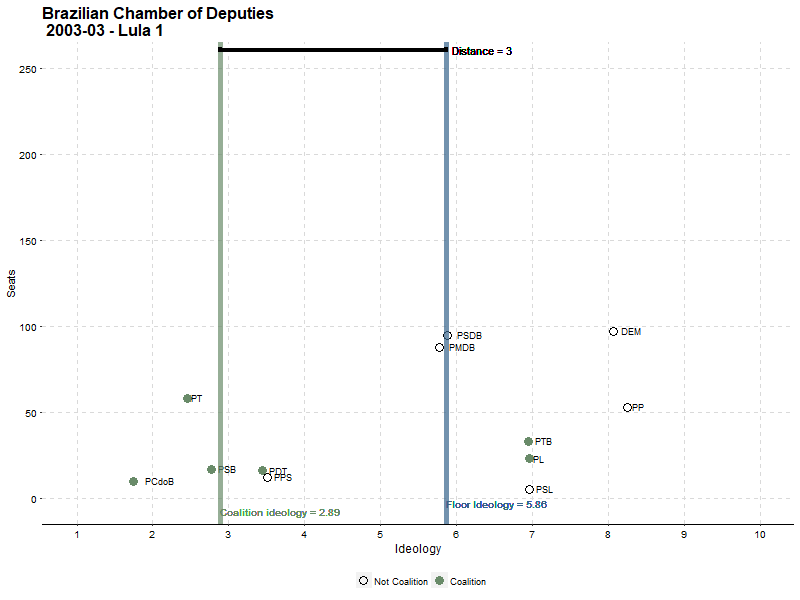 Brazilian Chamber of Deputies
2003-03 - Lula 1
Distance = 3
250
200
150
100
50
0
Seats
DEM
PSDB
PMDB
PP
PT
PTB
PL
PSB
PDT
PPS
PCdoB
PSL
Floor Ideology = 5.86
Coalition ideology = 2.89
1 2 3 4 5 6 7 8 9 10
Ideology
Not Coalition Coalition